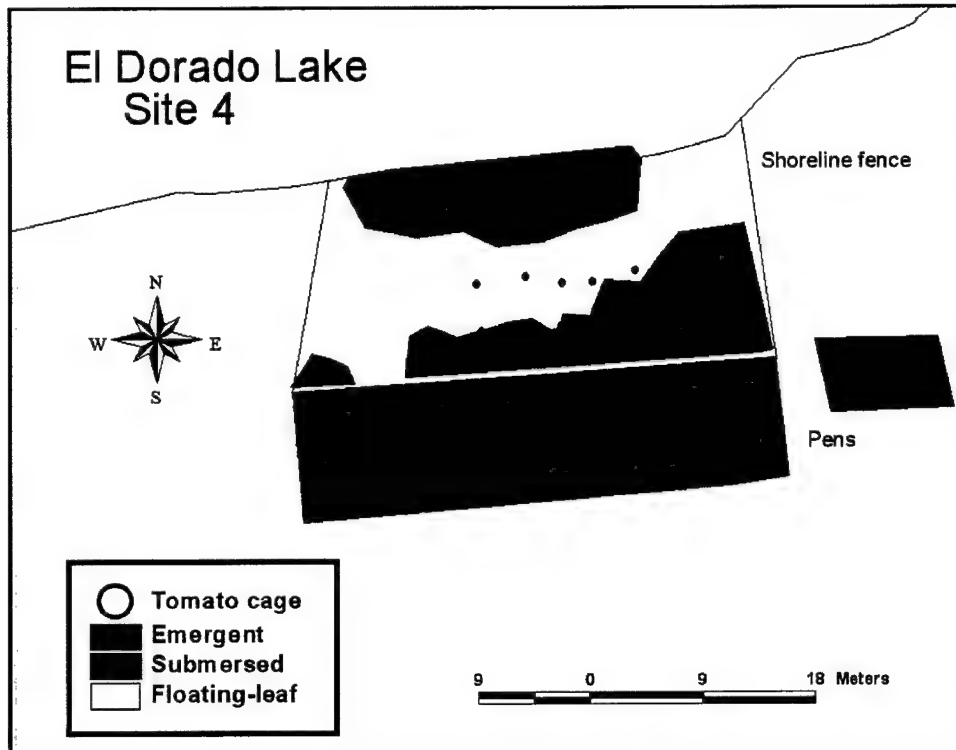 El Dorado Lake
Site 4
Shoreline fence
N
W E
S
Pens
Tomato cage
Emergent
Submersed
Floating-leaf
9 0 9 18 Meters